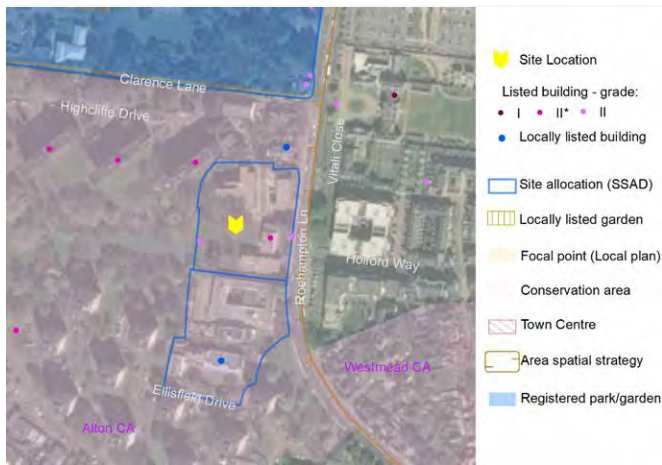 Clarence Lane
Highcliffe Drive
Vitali Close
Roehampton Ln
Holford Way
Westmead CA
Ellisfield Drive
Alton CA
Site Location
Listed building - grade:
I II* II
Locally listed building
Site allocation (SSAD)
Locally listed garden
Focal point (Local plan)
Conservation area
Town Centre
Area spatial strategy
Registered park/garden